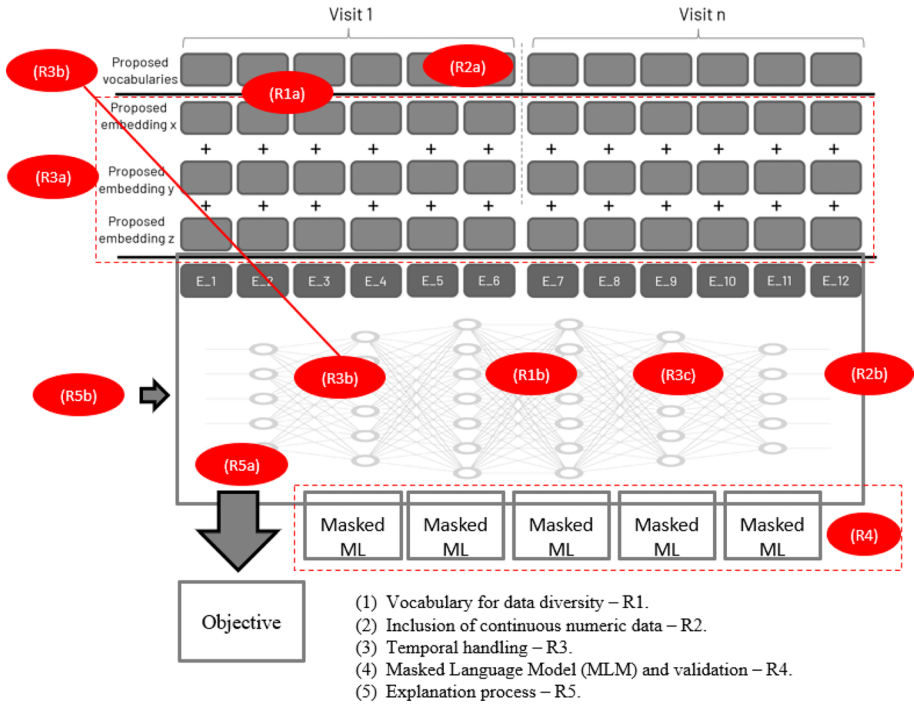 Visit 1
Visit n
Proposed
vocabularies
(R3b)
(R2a)
(R1a)
Proposed
embedding x
+ + + + + + + + + + + +
(R3a)
Proposed
embedding y
+ + + + + + + + + + + +
Proposed
embedding z
E_1 E_2 E_3 E_4 E_5 E_6 E_7 E_8 E_9 E_10 E_11 E_12
(R3b)
(R1b)
(R3c)
(R2b)
(R5b)
(R5a)
Masked
ML
Masked
ML
Masked
ML
Masked
ML
Masked
ML
(R4)
Objective
(1) Vocabulary for data diversity – R1.
(2) Inclusion of continuous numeric data – R2.
(3) Temporal handling – R3.
(4) Masked Language Model (MLM) and validation – R4.
(5) Explanation process – R5.